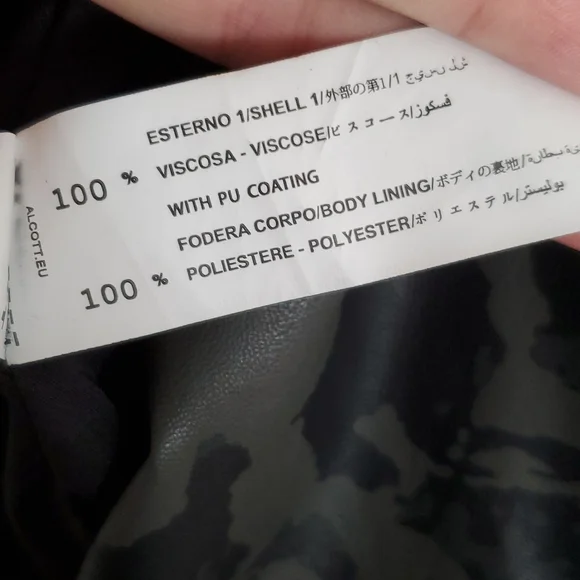 ESTERNO 1/SHELL 1/外部の第1/1
100 % VISCOSA - VISCOSE/ビスコース/فسكوز
WITH PU COATING
FODERA CORPO/BODY LINING/ボディの裏地/
100 % POLIESTERE - POLYESTER/ポリエステル/بوليستر
ALCOTT.EU